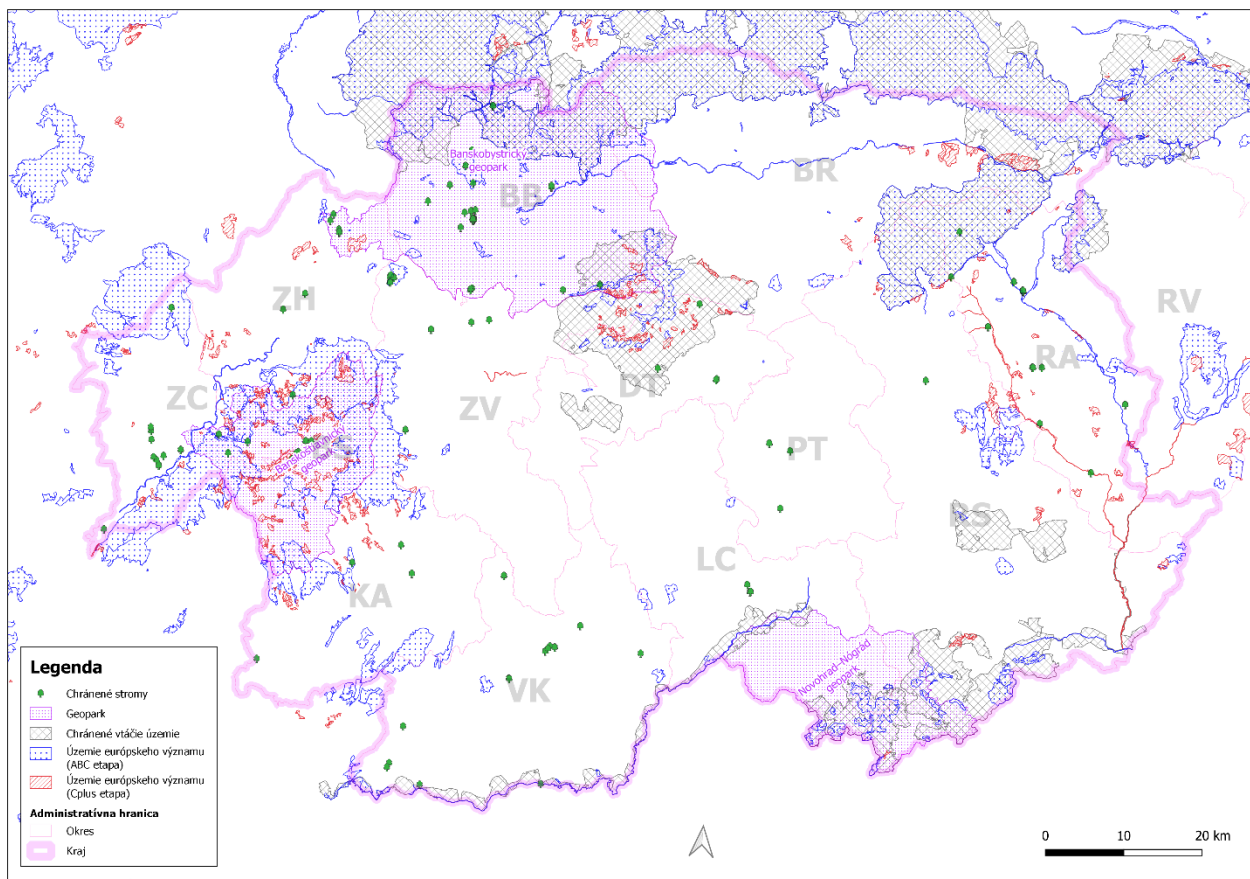 Banskobystrický
geopark
BB
BR
ZH
RV
RA
DT
ZC
ZV
Banskoštiavnický
geopark
PT
RS
LC
KA
Novohrad-Nógrád
geopark
VK
Legenda
Chránené stromy
Geopark
Chránené vtáčie územie
Územie európskeho významu
(ABC etapa)
Územie európskeho významu
(Cplus etapa)
Administratívna hranica
Okres
Kraj
0 10 20 km